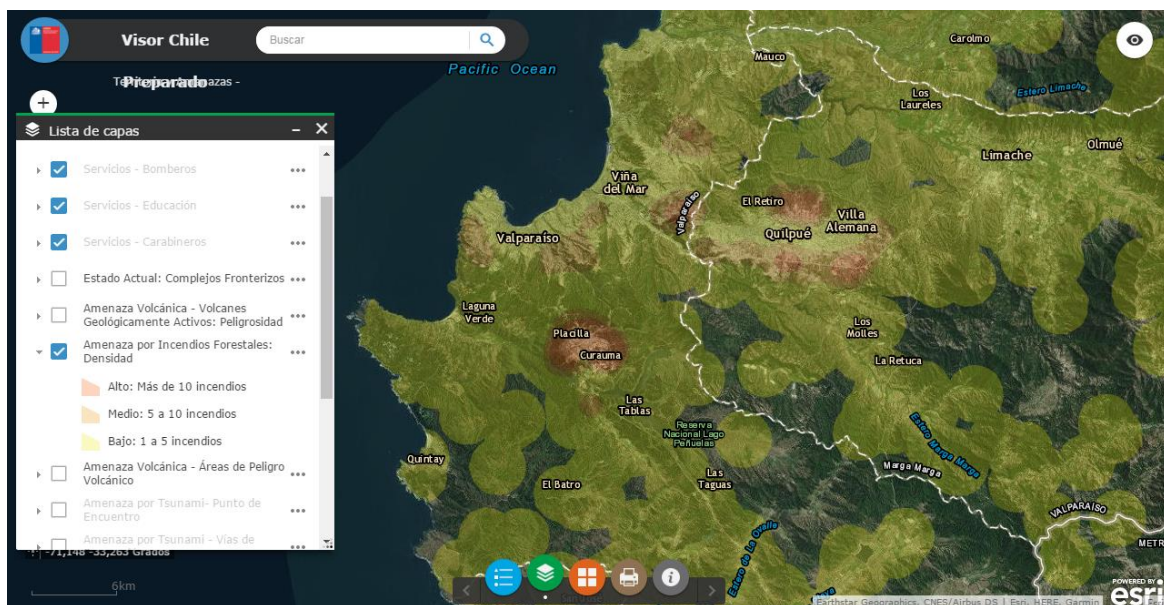 Visor Chile
Buscar
Preparado
+
Lista de capas
Servicios - Bomberos
Servicios - Educación
Servicios - Carabineros
Estado Actual: Complejos Fronterizos
Amenaza Volcánica - Volcanes
Geológicamente Activos: Peligrosidad
Amenaza por Incendios Forestales:
Densidad
Alto: Más de 10 incendios
Medio: 5 a 10 incendios
Bajo: 1 a 5 incendios
Amenaza Volcánica - Áreas de Peligro
Volcánico
Amenaza por Tsunami- Punto de
Encuentro
Amenaza por Tsunami - Vías de
-71,148 -33,263 Grados
6km
Pacific Ocean
Mauco
Carolmo
Los
Laureles
Estero Limache
Olmué
Limache
Viña
del Mar
Valparaíso
El Retiro
Villa
Alemana
Quilpué
Valparaíso
Laguna
Verde
Placilla
Curauma
Los
Molles
La Retuca
Las
Tablas
Reserva
Nacional Lago
Peñuelas
Estero Marga Marga
Marga Marga
Quintay
El Batro
Las
Taguas
Estero de La Ovalle
VALPARAÍSO
METR
POWERED BY
esri
Earthstar Geographics, CNES/Airbus DS | Esri, HERE, Garmin